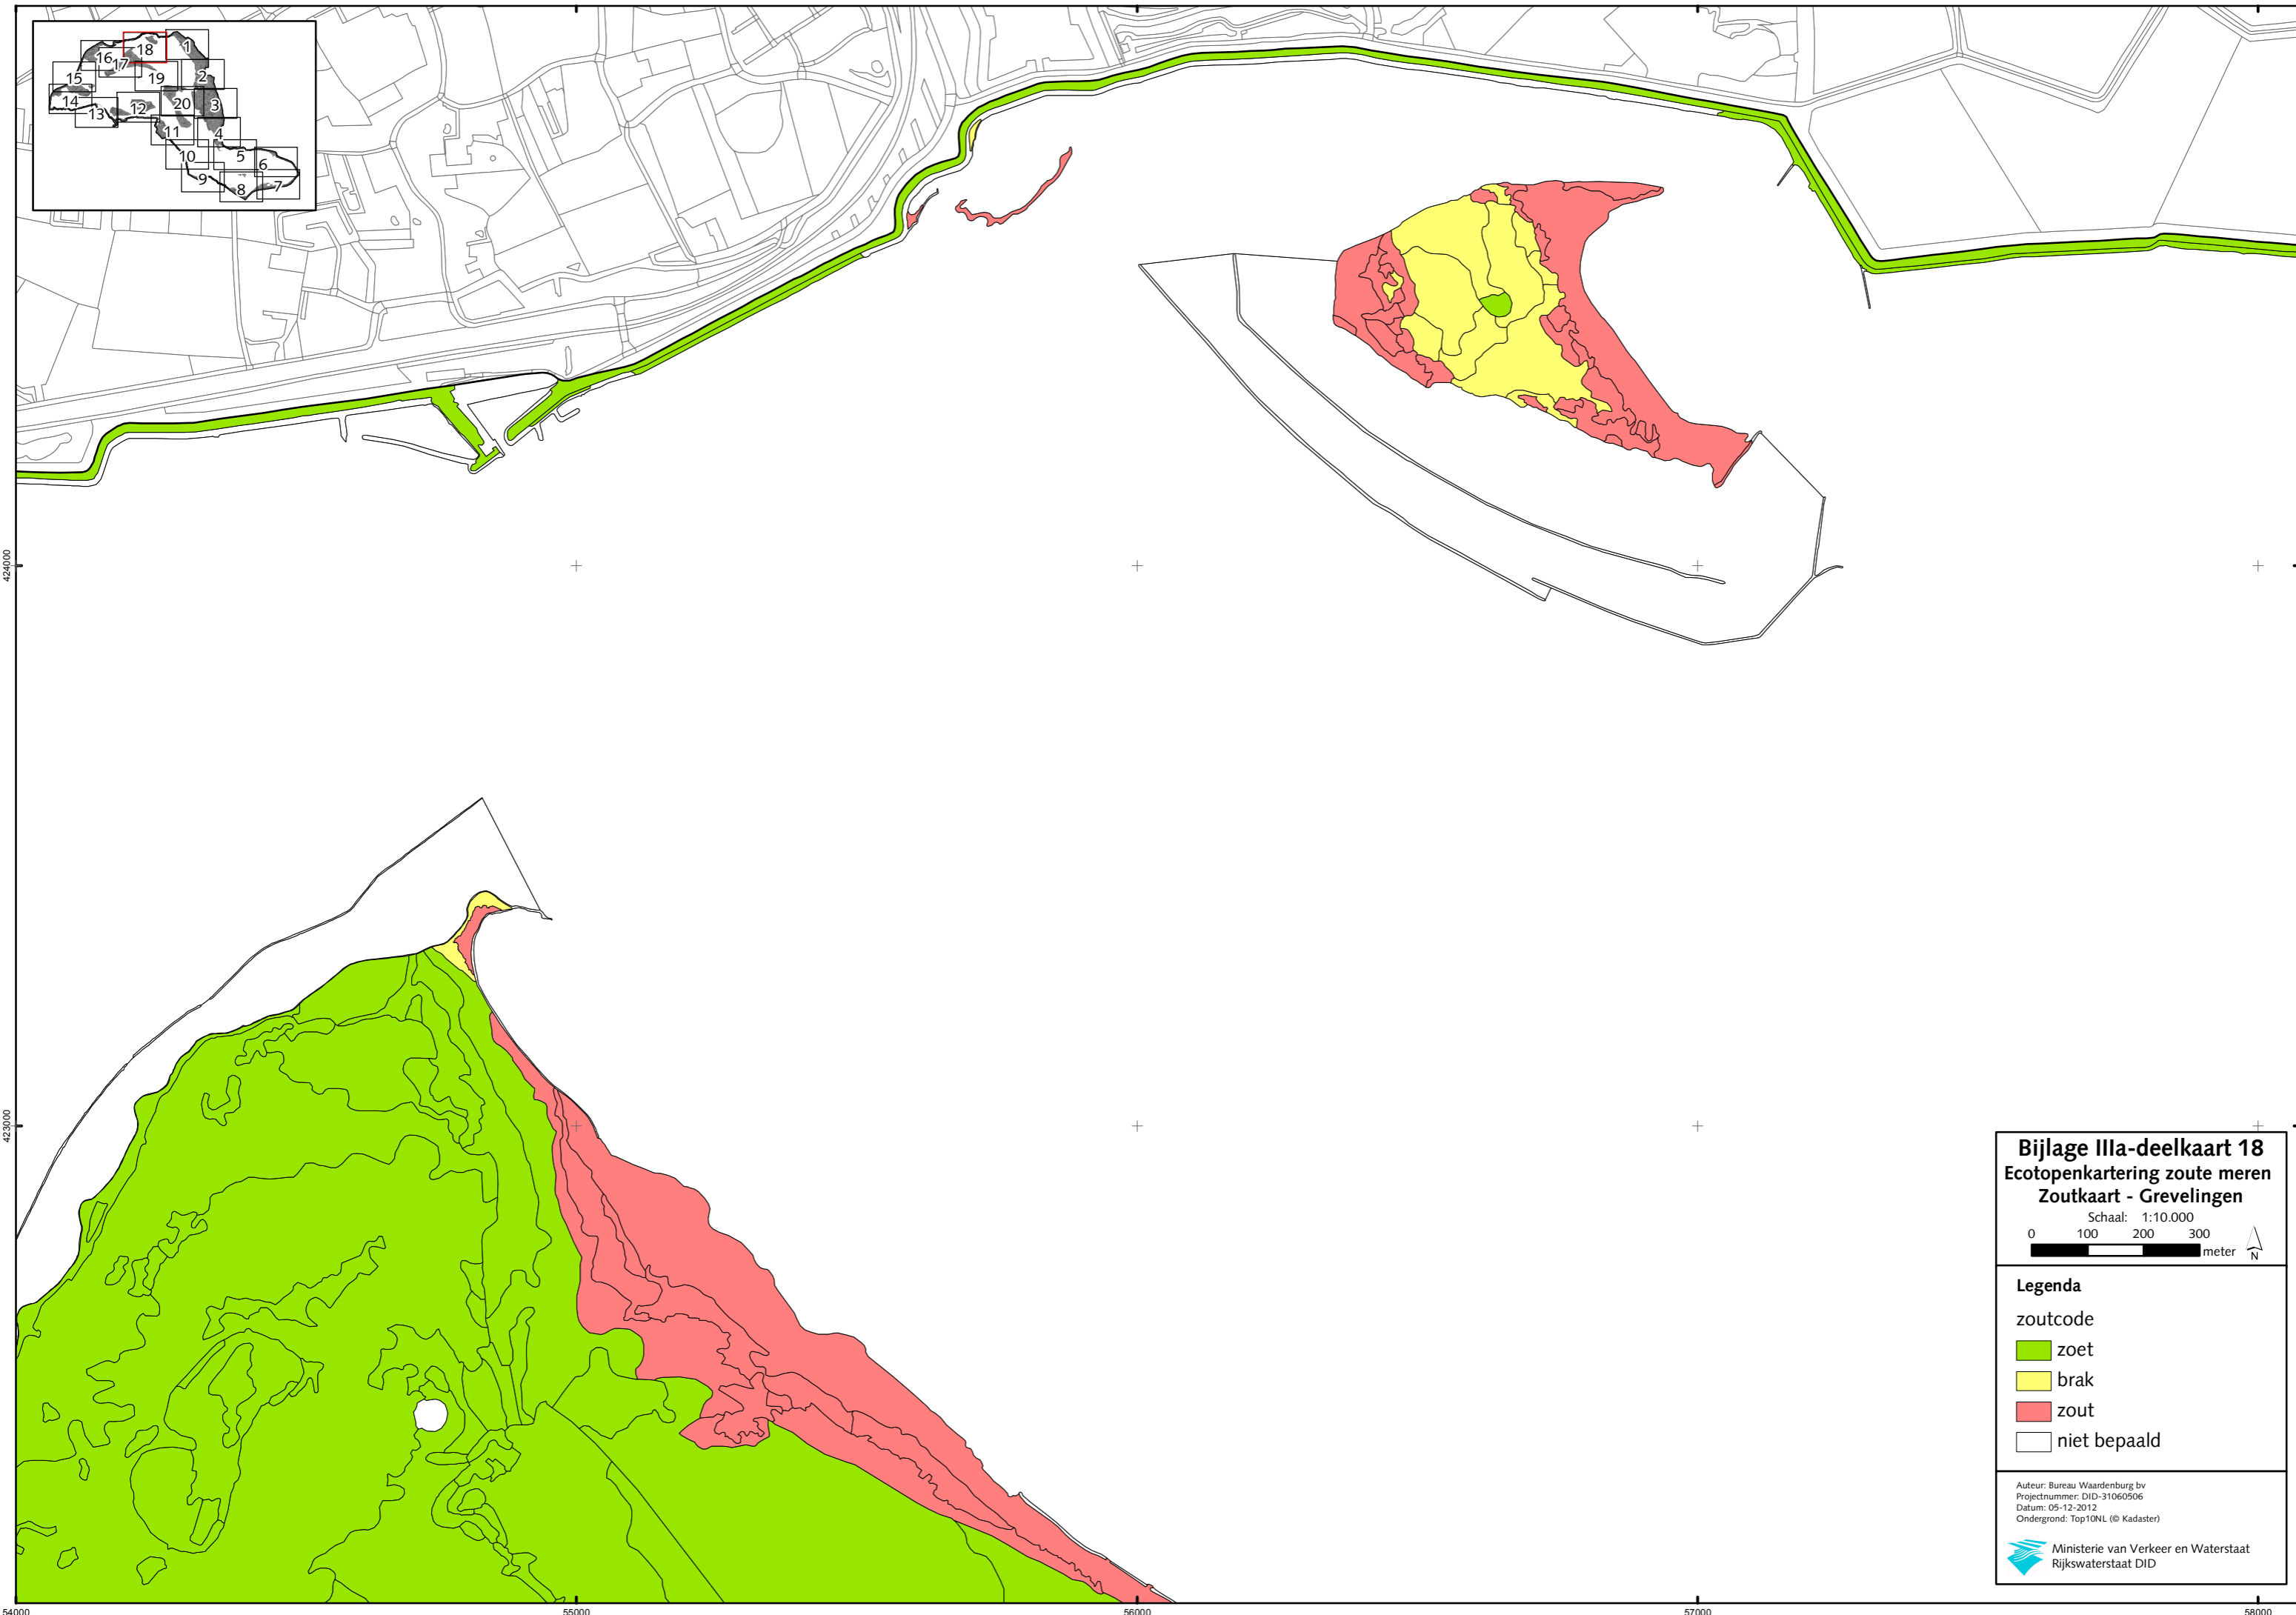 18
1
16
17
15
19
2
14
12
20
3
13
11
4
10
5
6
9
8
7
424000
423000
54000
55000
56000
57000
58000
Bijlage IIIa-deelkaart 18
Ecotopenkartering zoute meren
Zoutkaart - Grevelingen
Schaal: 1:10.000
0 100 200 300
meter
N
Legenda
zoutcode
zoet
brak
zout
niet bepaald
Auteur: Bureau Waardenburg bv
Projectnummer: DID-31060506
Datum: 05-12-2012
Ondergrond: Top10NL (© Kadaster)
Ministerie van Verkeer en Waterstaat
Rijkswaterstaat DID